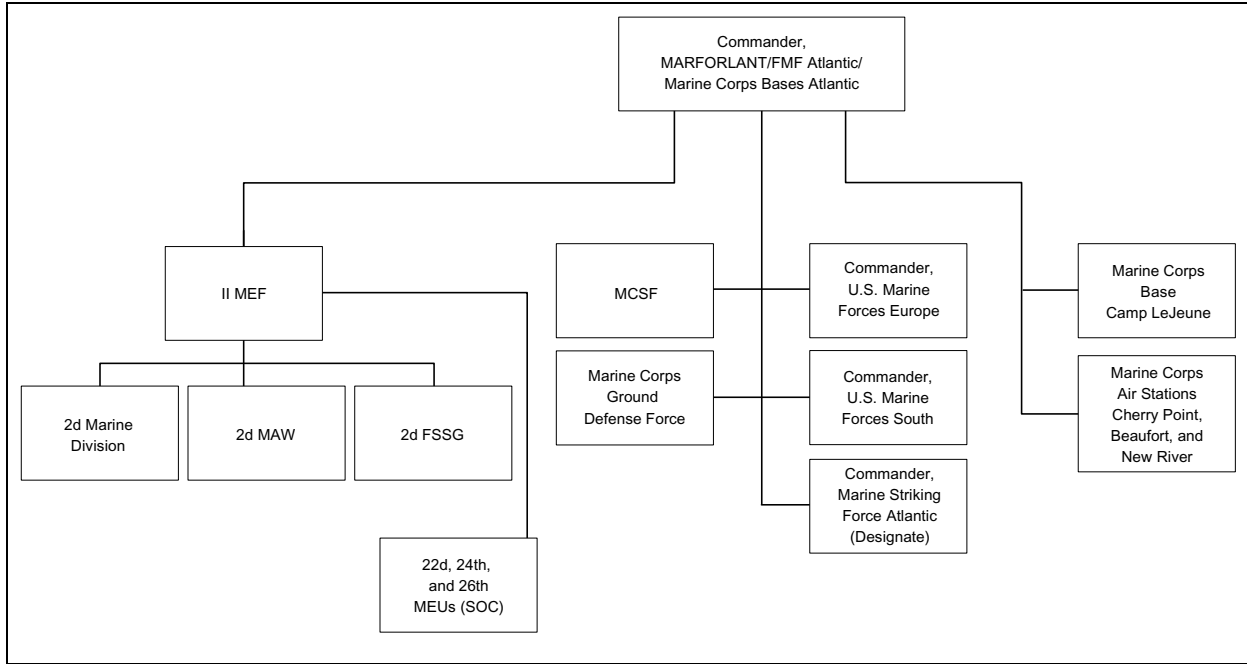 Commander,
MARFORLANT/FMF Atlantic/
Marine Corps Bases Atlantic
II MEF
MCSF
Commander,
U.S. Marine
Forces Europe
Marine Corps
Base
Camp LeJeune
2d Marine
Division
2d MAW
2d FSSG
Marine Corps
Ground
Defense Force
Commander,
U.S. Marine
Forces South
Marine Corps
Air Stations
Cherry Point,
Beaufort, and
New River
Commander,
Marine Striking
Force Atlantic
(Designate)
22d, 24th,
and 26th
MEUs (SOC)